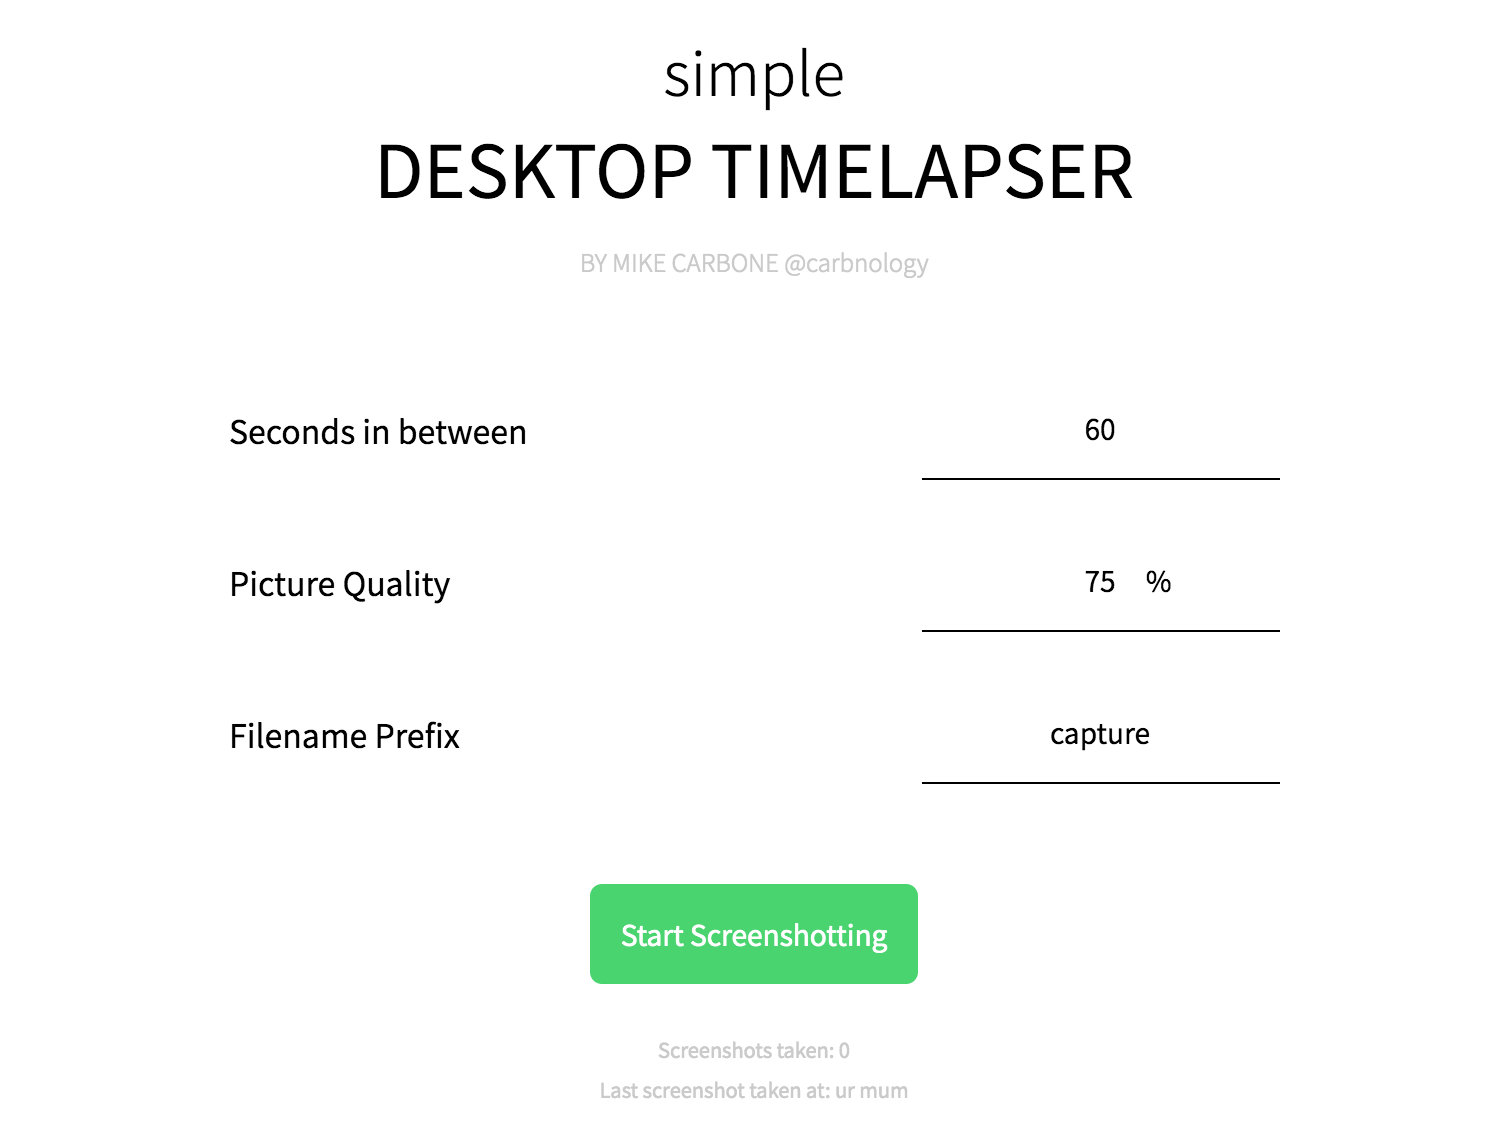 simple
DESKTOP TIMELAPSER
BY MIKE CARBONE @carbnology
Seconds in between 60
Picture Quality 75 %
Filename Prefix capture
Start Screenshotting
Screenshots taken: 0
Last screenshot taken at: ur mum